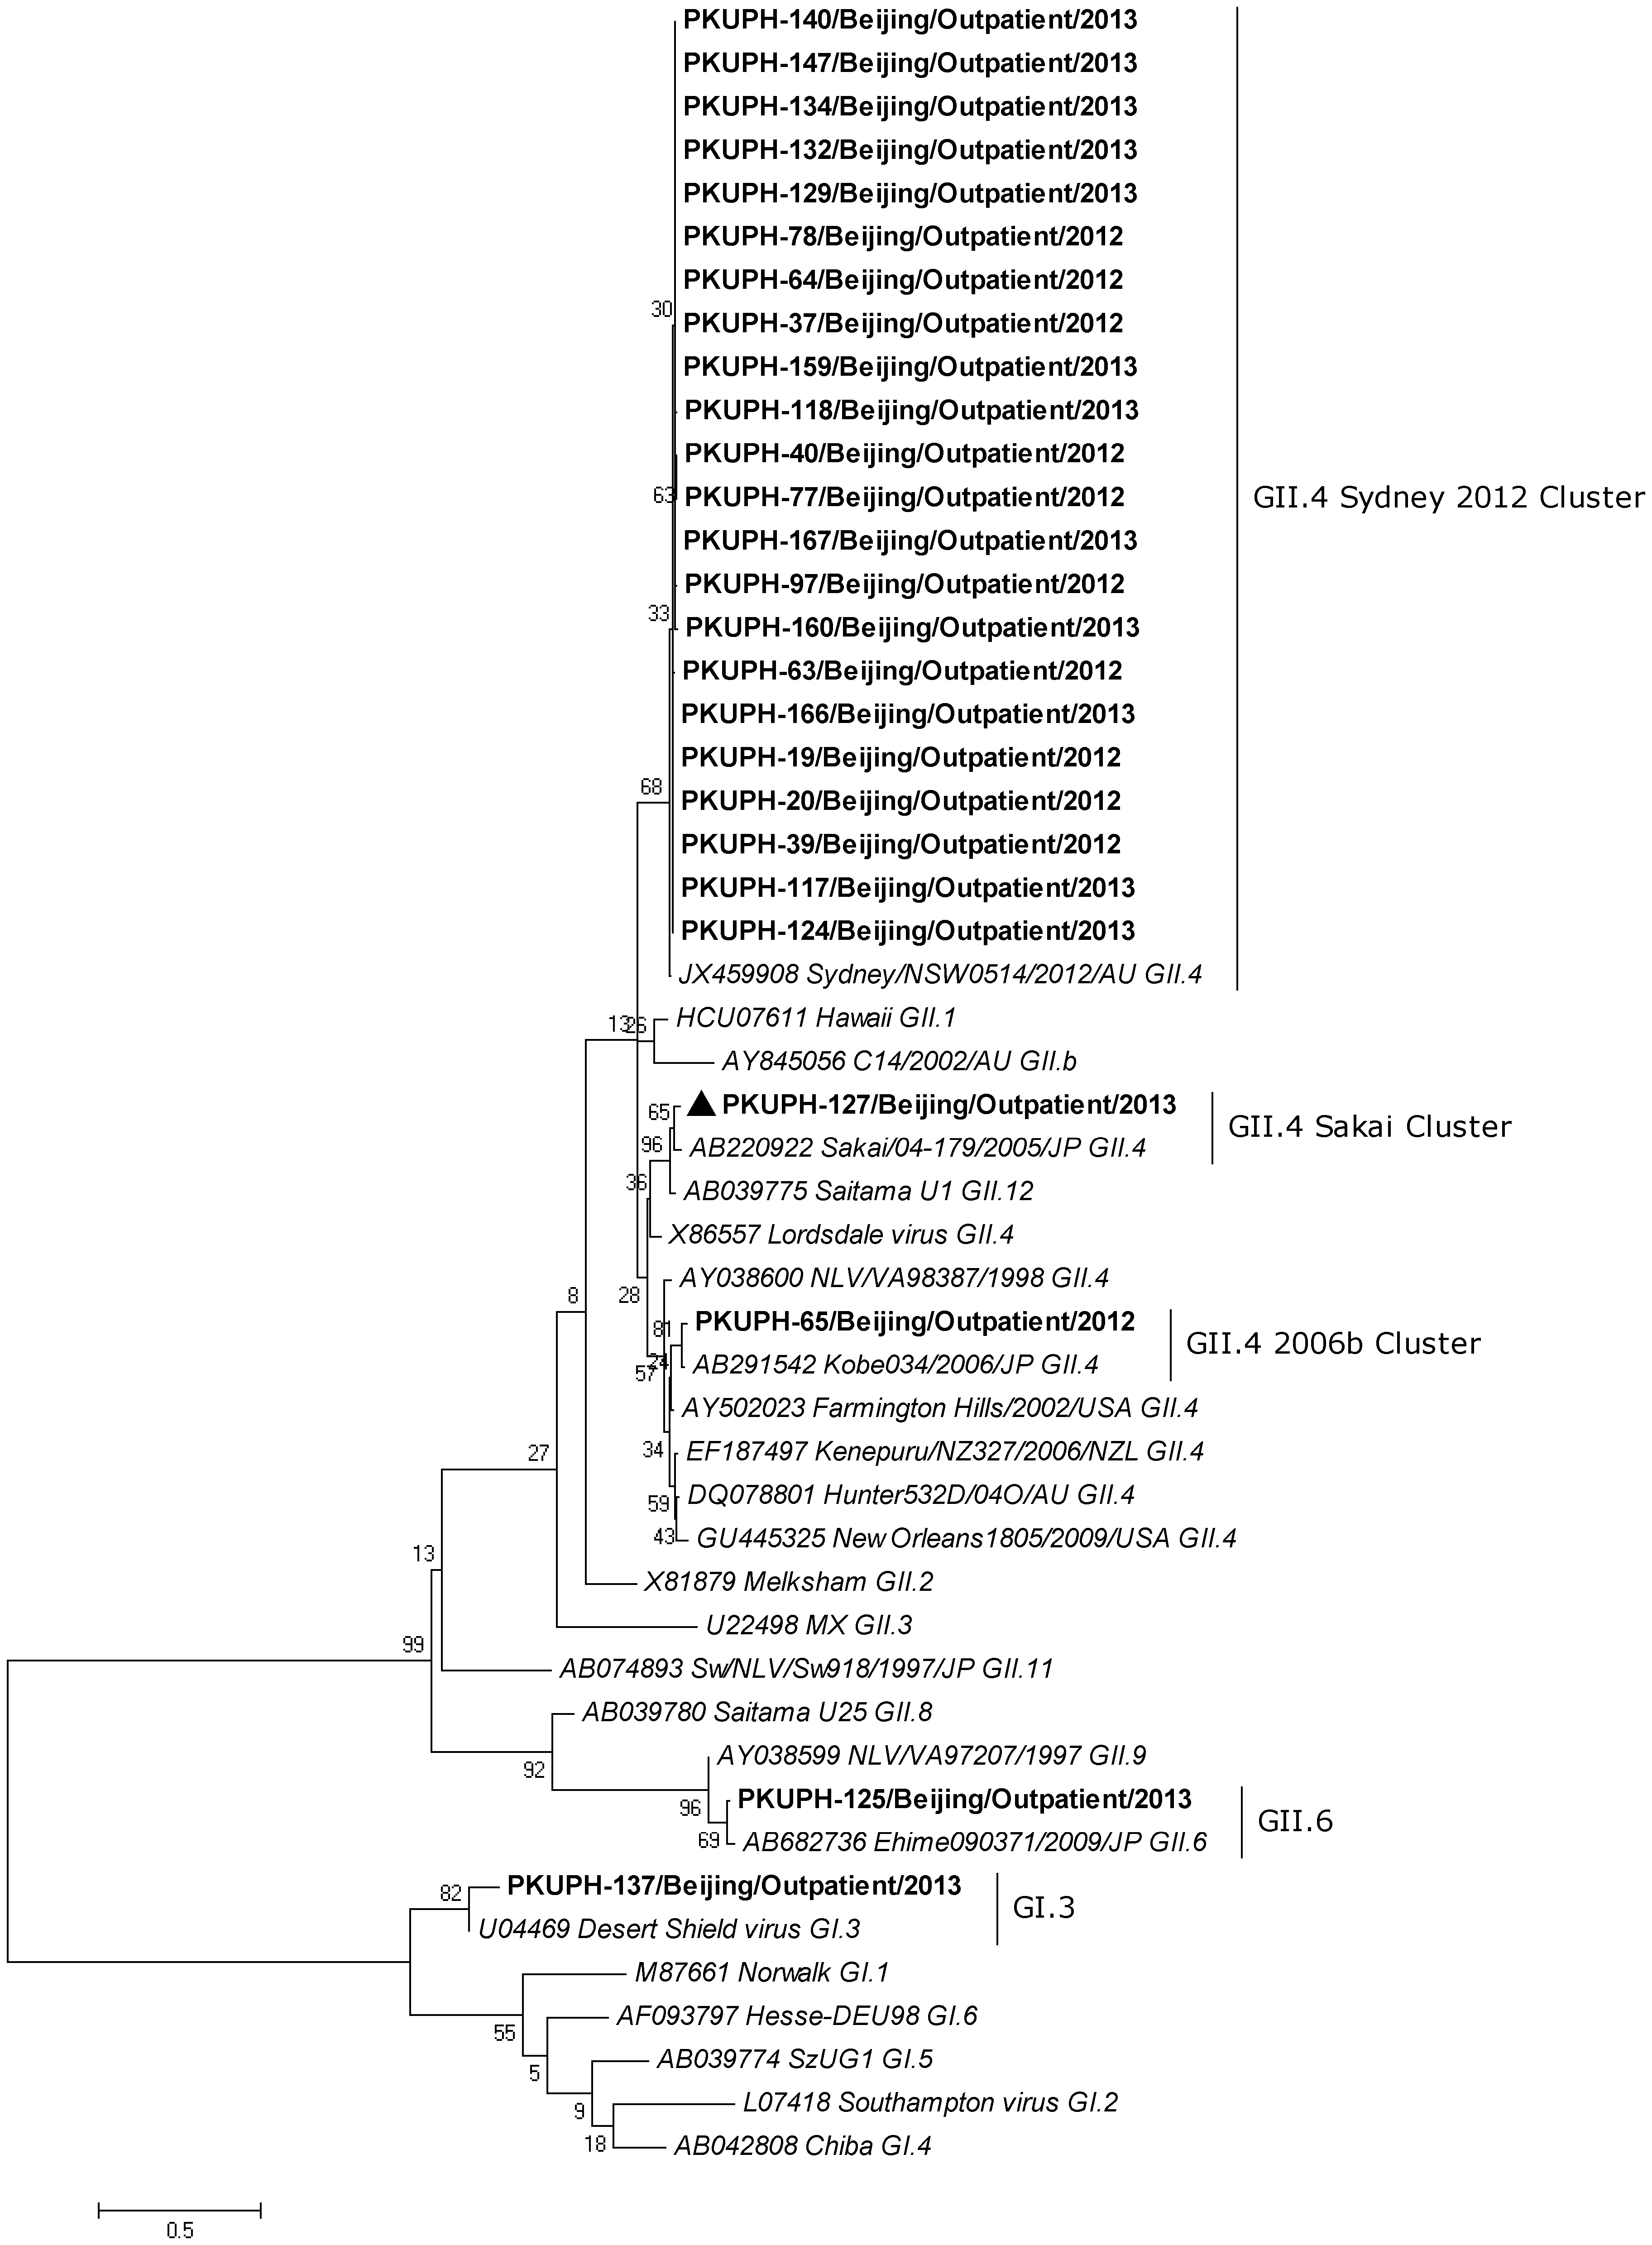 PKUPH-140/Beijing/Outpatient/2013
PKUPH-147/Beijing/Outpatient/2013
PKUPH-134/Beijing/Outpatient/2013
PKUPH-132/Beijing/Outpatient/2013
PKUPH-129/Beijing/Outpatient/2013
PKUPH-78/Beijing/Outpatient/2012
PKUPH-64/Beijing/Outpatient/2012
30
PKUPH-37/Beijing/Outpatient/2012
PKUPH-159/Beijing/Outpatient/2013
PKUPH-118/Beijing/Outpatient/2013
PKUPH-40/Beijing/Outpatient/2012
63
PKUPH-77/Beijing/Outpatient/2012
GII.4 Sydney 2012 Cluster
PKUPH-167/Beijing/Outpatient/2013
PKUPH-97/Beijing/Outpatient/2012
33
PKUPH-160/Beijing/Outpatient/2013
PKUPH-63/Beijing/Outpatient/2012
PKUPH-166/Beijing/Outpatient/2013
PKUPH-19/Beijing/Outpatient/2012
68
PKUPH-20/Beijing/Outpatient/2012
PKUPH-39/Beijing/Outpatient/2012
PKUPH-117/Beijing/Outpatient/2013
PKUPH-124/Beijing/Outpatient/2013
JX459908 Sydney/NSW0514/2012/AU GII.4
HCU07611 Hawaii GII.1
13
26
AY845056 C14/2002/AU GII.b
65
PKUPH-127/Beijing/Outpatient/2013
GII.4 Sakai Cluster
96
AB220922 Sakai/04-179/2005/JP GII.4
36
AB039775 Saitama U1 GII.12
X86557 Lordsdale virus GII.4
AY038600 NLV/VA98387/1998 GII.4
8
28
PKUPH-65/Beijing/Outpatient/2012
81
GII.4 2006b Cluster
24
57
AB291542 Kobe034/2006/JP GII.4
AY502023 Farmington Hills/2002/USA GII.4
27
34
EF187497 Kenepuru/NZ327/2006/NZL GII.4
59
DQ078801 Hunter532D/04O/AU GII.4
43
GU445325 New Orleans1805/2009/USA GII.4
13
X81879 Melksham GII.2
U22498 MX GII.3
99
AB074893 Sw/NLV/Sw918/1997/JP GII.11
AB039780 Saitama U25 GII.8
92
AY038599 NLV/VA97207/1997 GII.9
96
PKUPH-125/Beijing/Outpatient/2013
GII.6
69
AB682736 Ehime090371/2009/JP GII.6
82
PKUPH-137/Beijing/Outpatient/2013
GI.3
U04469 Desert Shield virus GI.3
M87661 Norwalk GI.1
AF093797 Hesse-DEU98 GI.6
55
AB039774 SzUG1 GI.5
5
L07418 Southampton virus GI.2
9
18
AB042808 Chiba GI.4
0.5